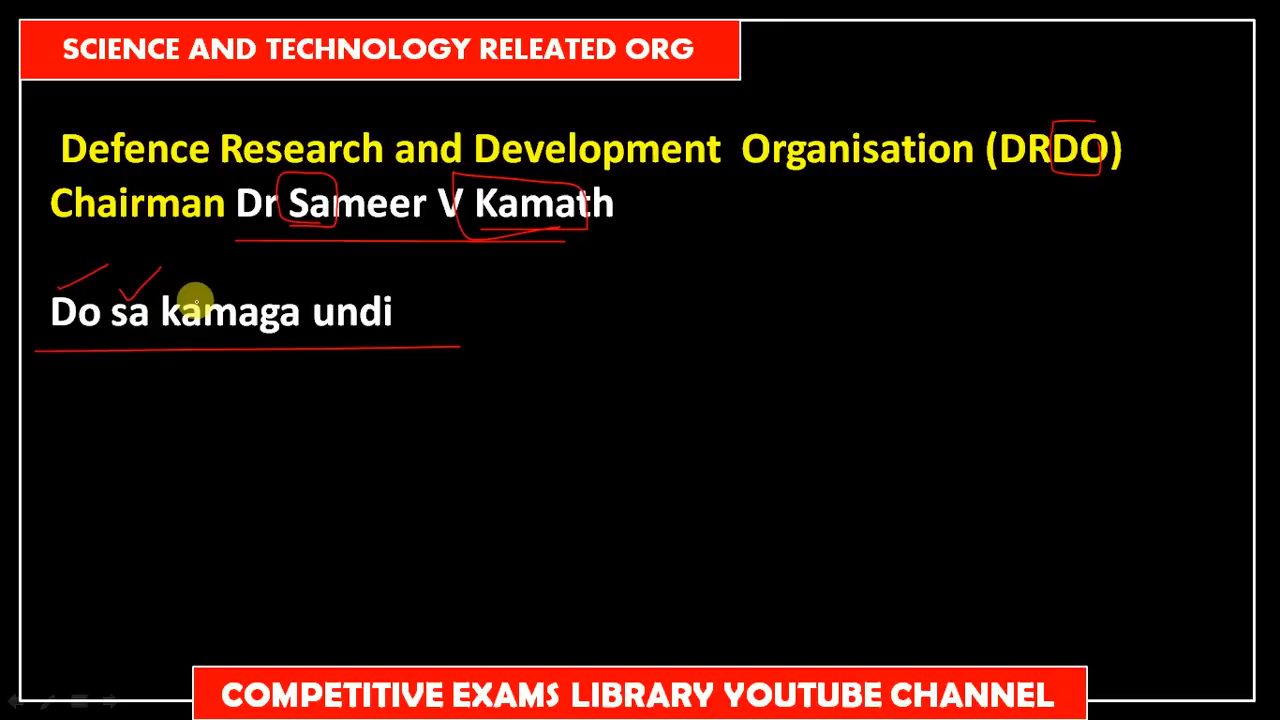 SCIENCE AND TECHNOLOGY RELEATED ORG
Defence Research and Development Organisation (DRDO)
Chairman Dr Sameer V Kamath
Do sa kamaga undi
COMPETITIVE EXAMS LIBRARY YOUTUBE CHANNEL